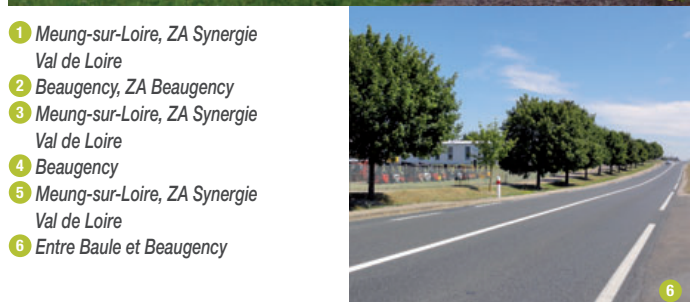 1 Meung-sur-Loire, ZA Synergie
Val de Loire
2 Beaugency, ZA Beaugency
3 Meung-sur-Loire, ZA Synergie
Val de Loire
4 Beaugency
5 Meung-sur-Loire, ZA Synergie
Val de Loire
6 Entre Baule et Beaugency
6